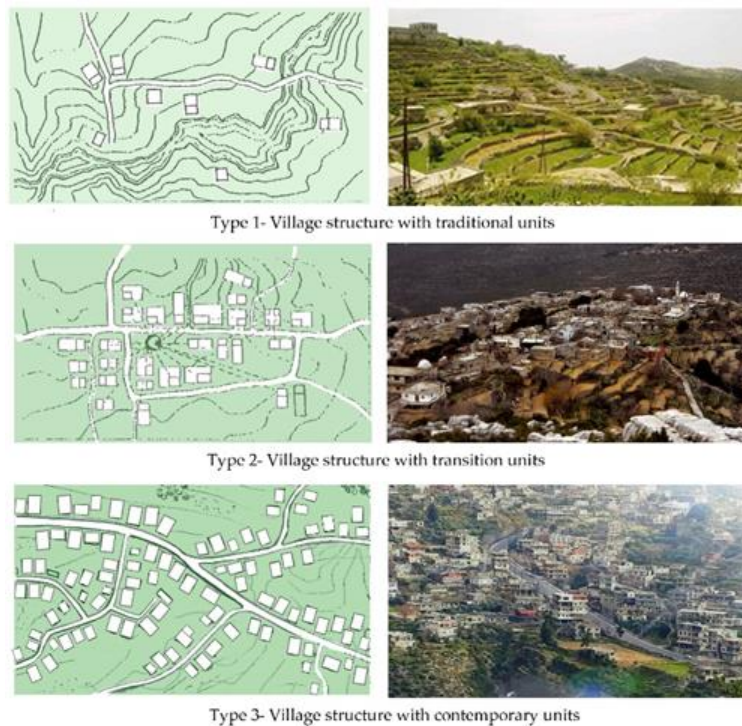 Type 1- Village structure with traditional units
Type 2- Village structure with transition units
Type 3- Village structure with contemporary units